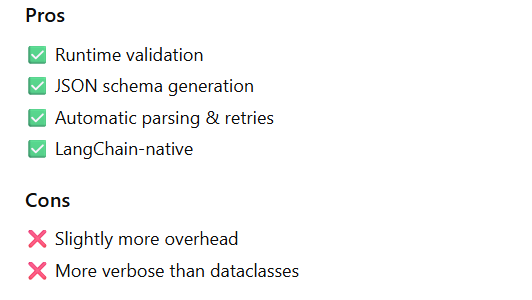 Pros
✅ Runtime validation
✅ JSON schema generation
✅ Automatic parsing & retries
✅ LangChain-native
Cons
❌ Slightly more overhead
❌ More verbose than dataclasses